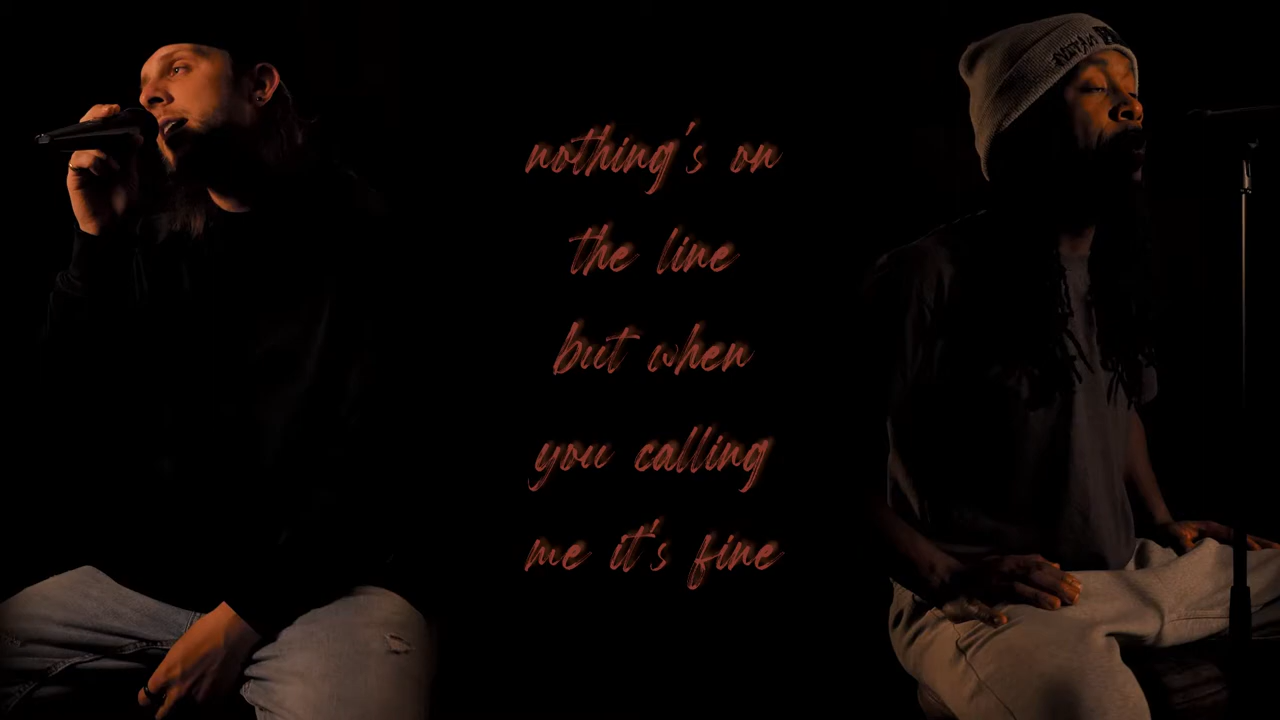 nothing's on
the line
but when
you calling
me it's fine